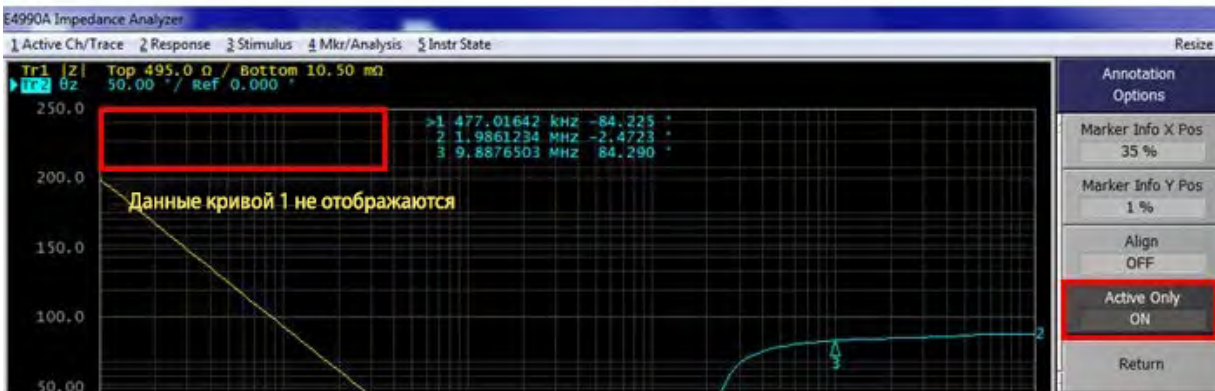 E4990A Impedance Analyzer
1 Active Ch/Trace 2 Response 3 Stimulus 4 Mkr/Analysis 5 Instr State Resize
Tr1 |Z| Top 495.0 Ω / Bottom 10.50 mΩ
Tr2 θz 50.00 °/ Ref 0.000 °
250.0
>1 477.01642 kHz -84.225 °
2 1.9861234 MHz -2.4723 °
3 9.8876503 MHz 84.290 °
200.0
Данные кривой 1 не отображаются
150.0
100.0
2
3
50.00
Annotation
Options
Marker Info X Pos
35 %
Marker Info Y Pos
1 %
Align
OFF
Active Only
ON
Return